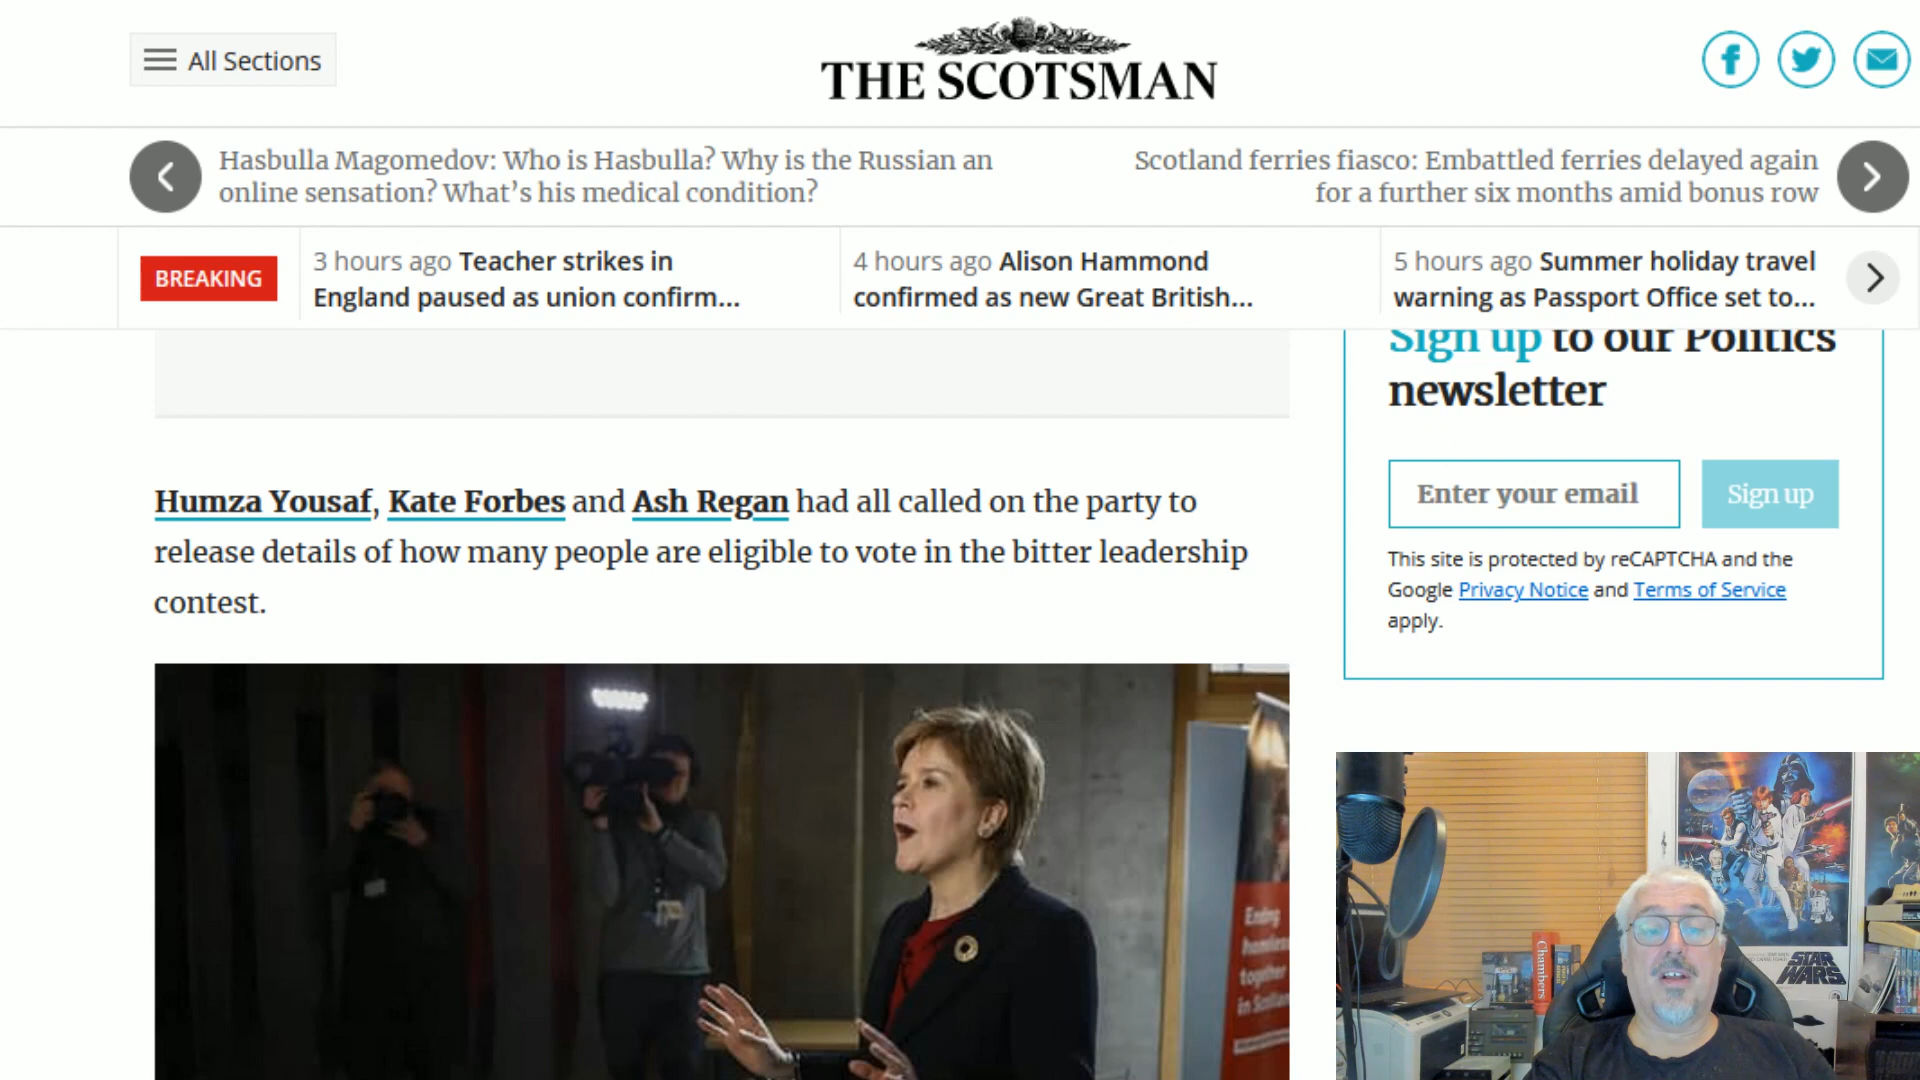 All Sections
THE SCOTSMAN
Hasbulla Magomedov: Who is Hasbulla? Why is the Russian an
online sensation? What’s his medical condition?
Scotland ferries fiasco: Embattled ferries delayed again
for a further six months amid bonus row
BREAKING
3 hours ago Teacher strikes in
England paused as union confirm...
4 hours ago Alison Hammond
confirmed as new Great British...
5 hours ago Summer holiday travel
warning as Passport Office set to...
Sign up to our Politics
newsletter
Enter your email
Sign up
This site is protected by reCAPTCHA and the
Google Privacy Notice and Terms of Service
apply.
Humza Yousaf, Kate Forbes and Ash Regan had all called on the party to
release details of how many people are eligible to vote in the bitter leadership
contest.
Ending
together
Chambers
STAR
WARS